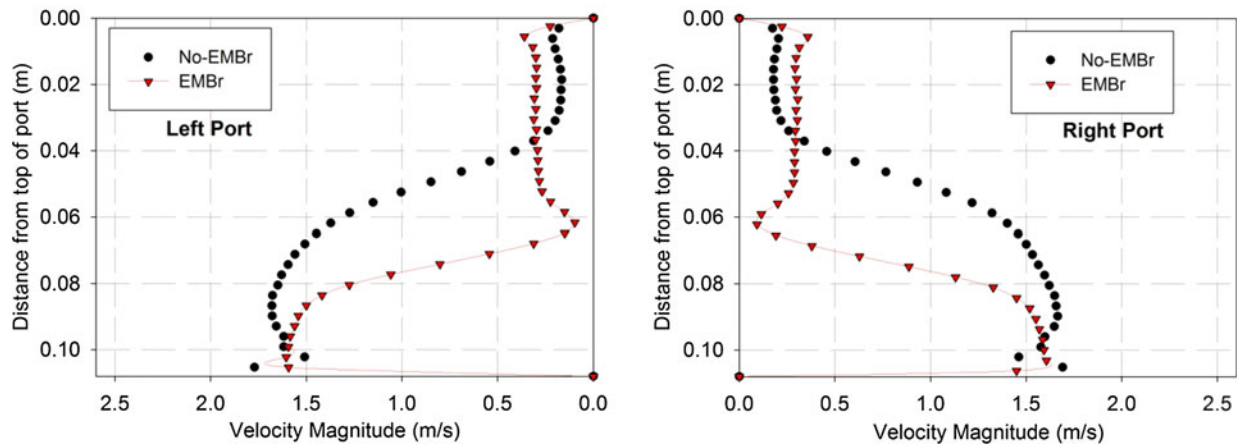 Distance from top of port (m)
0.00
0.02
0.04
0.06
0.08
0.10
No-EMBr
EMBr
Left Port
2.5
2.0
1.5
1.0
0.5
0.0
Velocity Magnitude (m/s)
Distance from top of port (m)
0.00
0.02
0.04
0.06
0.08
0.10
No-EMBr
EMBr
Right Port
0.0
0.5
1.0
1.5
2.0
2.5
Velocity Magnitude (m/s)